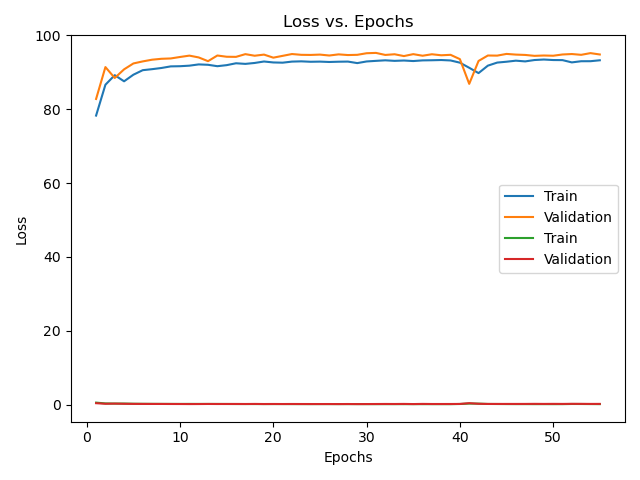 Loss vs. Epochs
100
80
60
40
20
0
Loss
Train
Validation
Train
Validation
0 10 20 30 40 50
Epochs